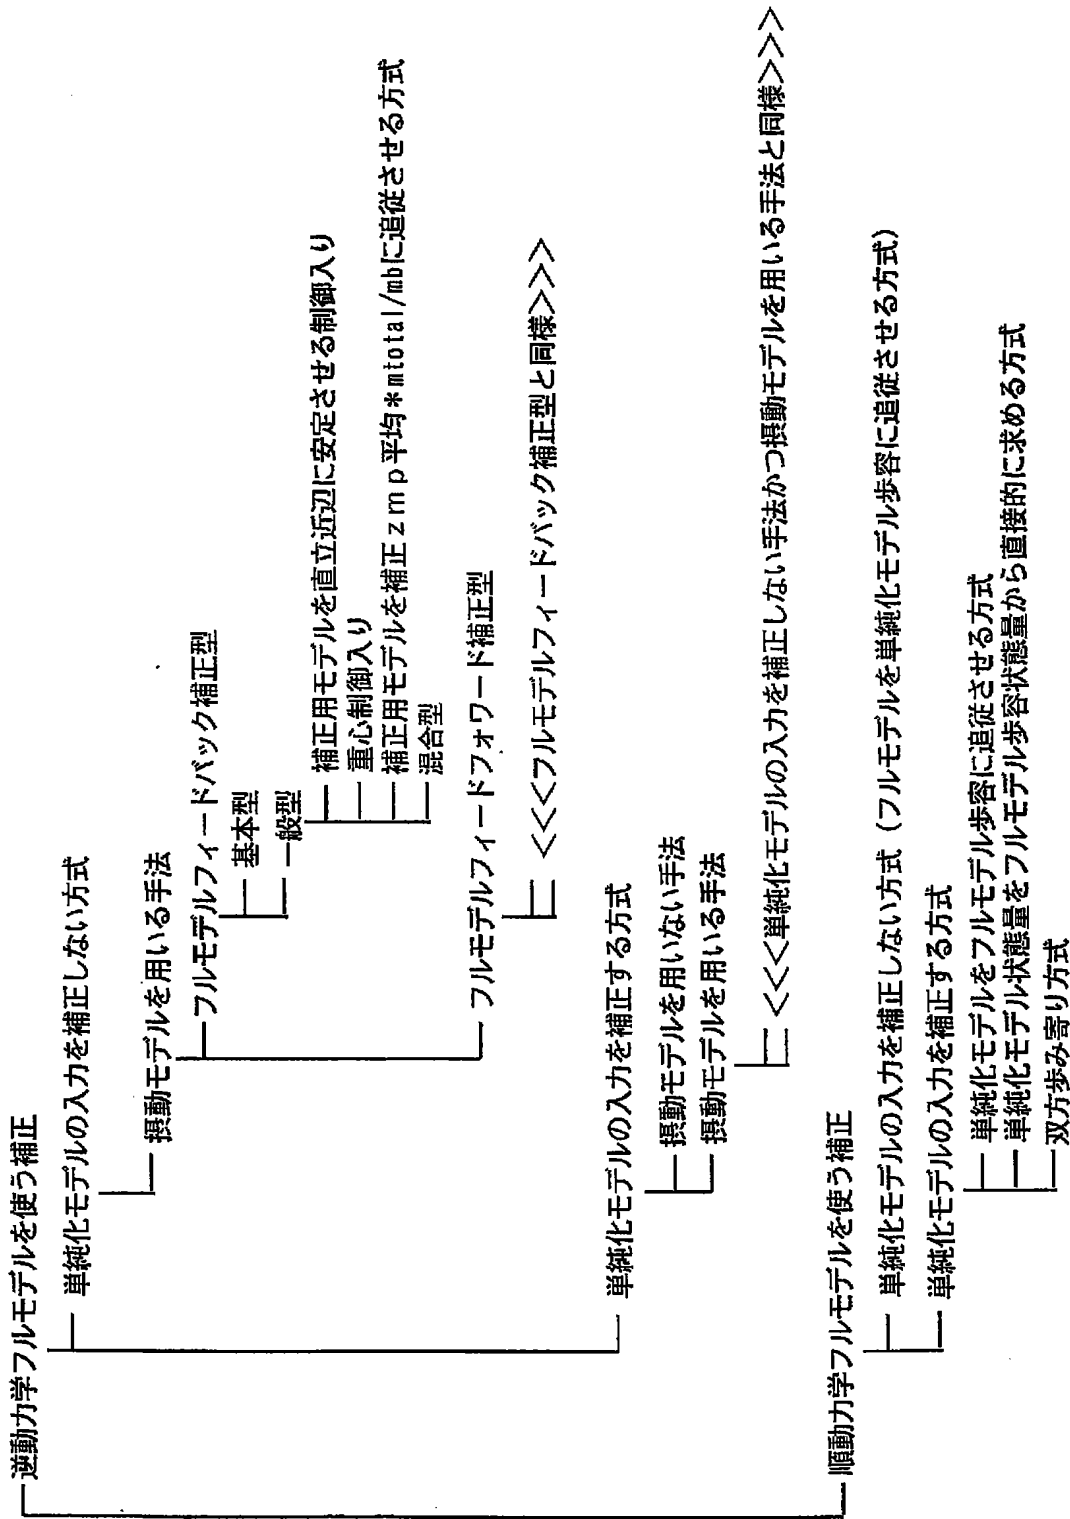 逆動力学フルモデルを使う補正
単純化モデルの入力を補正しない方式
摂動モデルを用いる手法
フルモデルフィードバック補正型
基本型
一般型
補正用モデルを直立近辺に安定させる制御入り
重心制御入り
補正用モデルを補正zmp平均*mtotal/mbに追従させる方式
混合型
フルモデルフィードフォワード補正型
<<<フルモデルフィードバック補正型と同様>>>
単純化モデルの入力を補正する方式
摂動モデルを用いない手法
摂動モデルを用いる手法
<<<単純化モデルの入力を補正しない手法かつ摂動モデルを用いる手法と同様>>>
順動力学フルモデルを使う補正
単純化モデルの入力を補正しない方式（フルモデルを単純化モデル歩容に追従させる方式）
単純化モデルの入力を補正する方式
単純化モデルをフルモデル歩容に追従させる方式
単純化モデル状態量をフルモデル歩容状態量から直接的に求める方式
双方歩み寄り方式